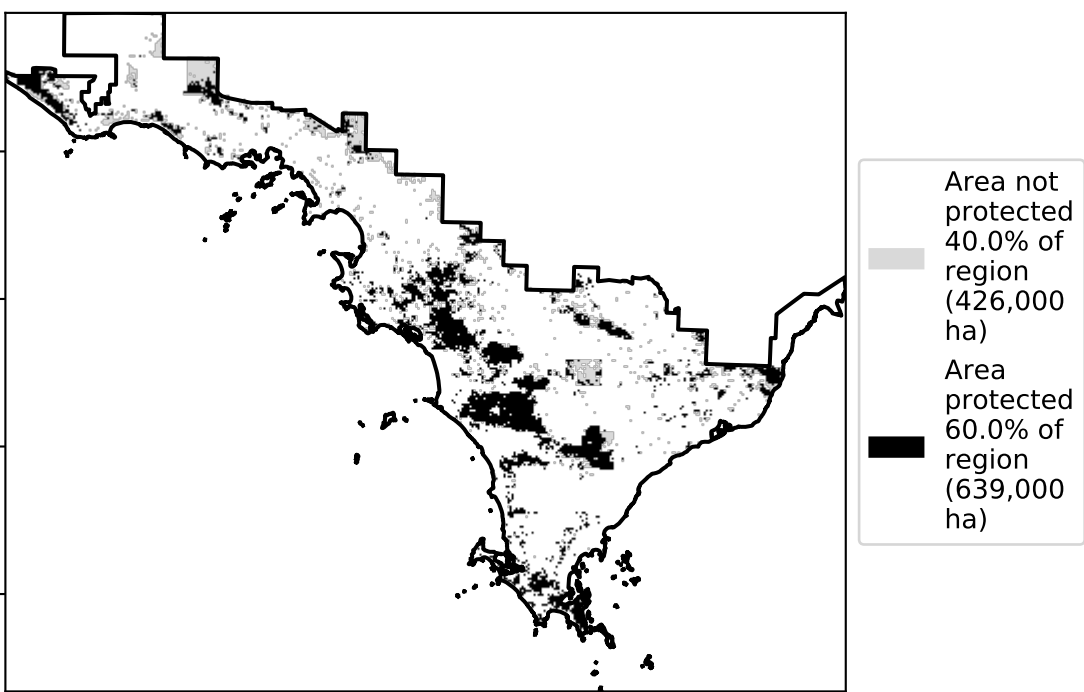 Area not
protected
40.0% of
region
(426,000
ha)
Area
protected
60.0% of
region
(639,000
ha)